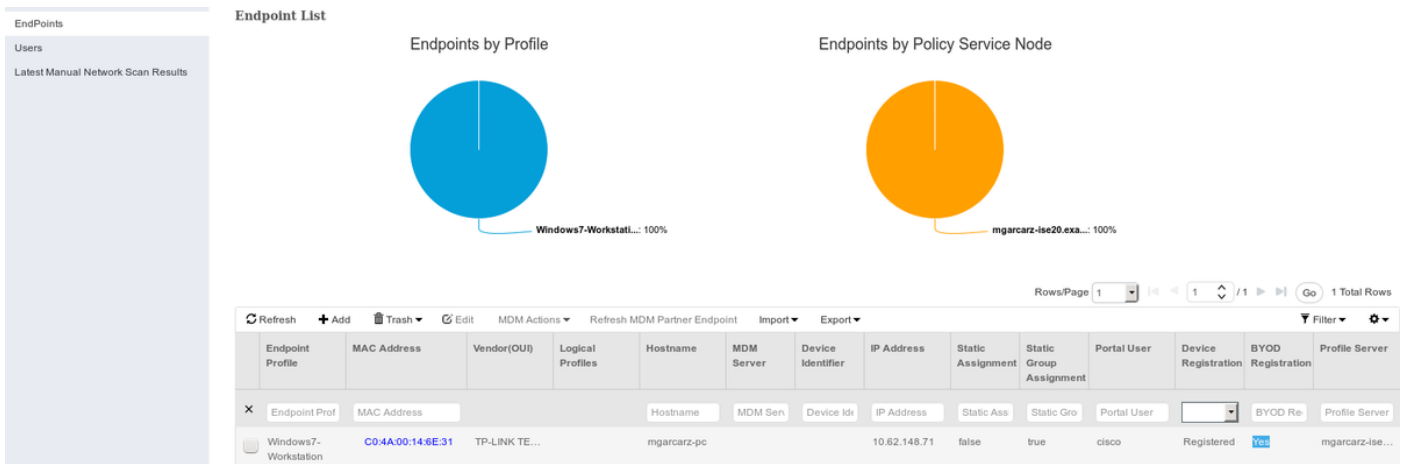 EndPoints
Users
Latest Manual Network Scan Results
Endpoint List
Endpoints by Profile
Windows7-Workstati...: 100%
Endpoints by Policy Service Node
mgarcarz-ise20.exa...: 100%
Rows/Page 1 1 /1 Go 1 Total Rows
Refresh Add Trash Edit MDM Actions Refresh MDM Partner Endpoint Import Export Filter
Endpoint Profile MAC Address Vendor(OUI) Logical Profiles Hostname MDM Server Device Identifier IP Address Static Assignment Static Group Assignment Portal User Device Registration BYOD Registration Profile Server
Endpoint Prof MAC Address Hostname MDM Serv Device Ide IP Address Static Ass Static Gro Portal User BYOD Re Profile Server
Windows7-Workstation C0:4A:00:14:6E:31 TP-LINK TE... mgarcarz-pc 10.62.148.71 false true cisco Registered Yes mgarcarz-ise...